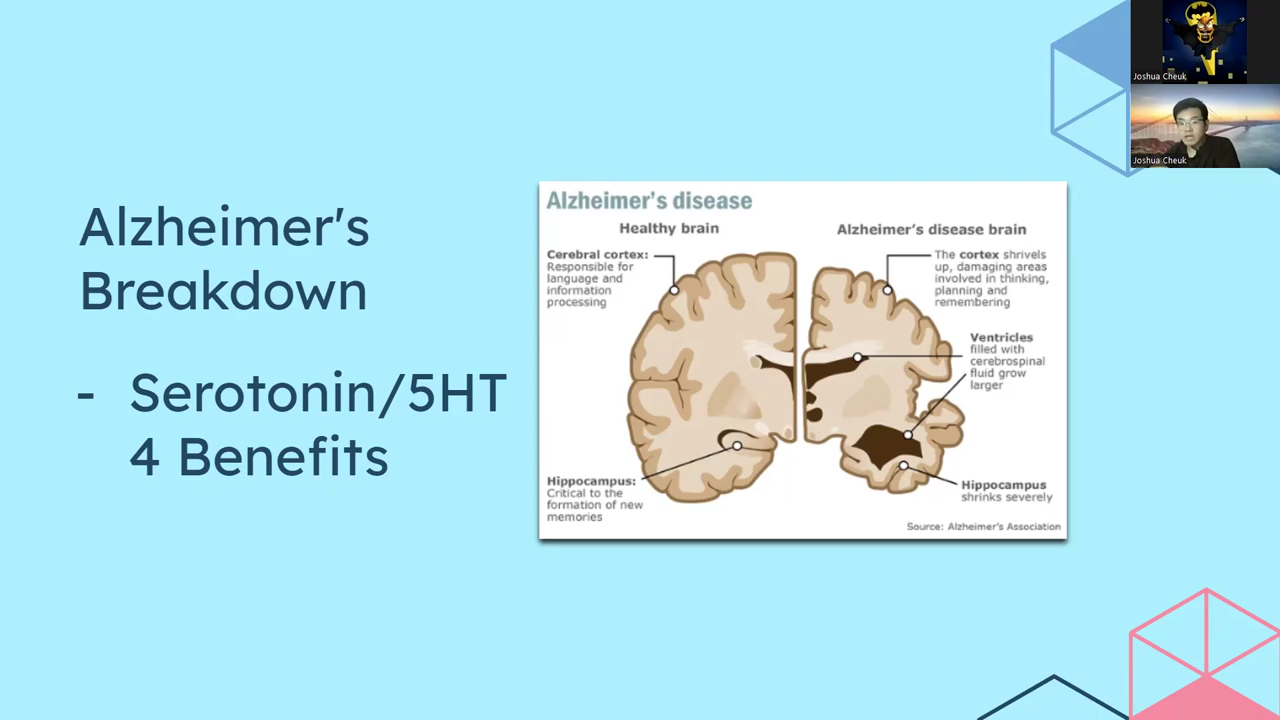 Joshua Cheuk
Joshua Cheuk
Alzheimer's
Breakdown
- Serotonin/5HT
4 Benefits
Alzheimer's disease
Healthy brain
Alzheimer's disease brain
Cerebral cortex:
Responsible for
language and
information
processing
The cortex shrivels
up, damaging areas
involved in thinking,
planning and
remembering
Ventricles
filled with
cerebrospinal
fluid grow
larger
Hippocampus:
Critical to the
formation of new
memories
Hippocampus
shrinks severely
Source: Alzheimer's Association